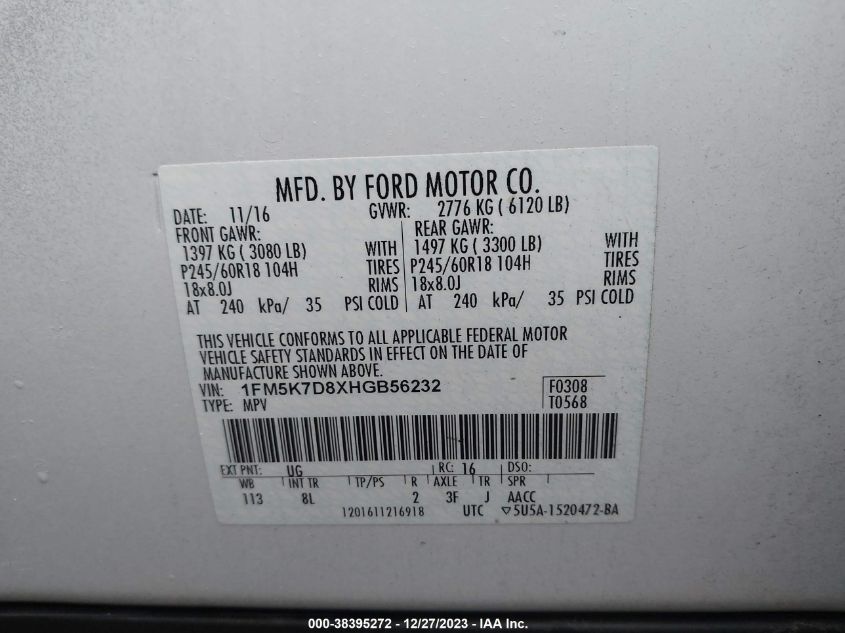 MFD. BY FORD MOTOR CO.
DATE: 11/16 GVWR: 2776 KG ( 6120 LB)
FRONT GAWR: REAR GAWR:
1397 KG ( 3080 LB) WITH 1497 KG ( 3300 LB) WITH
P245/60R18 104H TIRES P245/60R18 104H TIRES
18x8.0J RIMS 18x8.0J RIMS
AT 240 kPa/ 35 PSI COLD AT 240 kPa/ 35 PSI COLD
THIS VEHICLE CONFORMS TO ALL APPLICABLE FEDERAL MOTOR
VEHICLE SAFETY STANDARDS IN EFFECT ON THE DATE OF
MANUFACTURE SHOWN ABOVE.
VIN: 1FM5K7D8XHGB56232 F0308
TYPE: MPV T0568
EXT PNT: UG RC: 16 DSO:
WB INT TR TP/PS R AXLE TR SPR
113 8L 2 3F J AACC
1201611216918 UTC ▽5U5A-1520472-BA
000-38395272 - 12/27/2023 - IAA Inc.